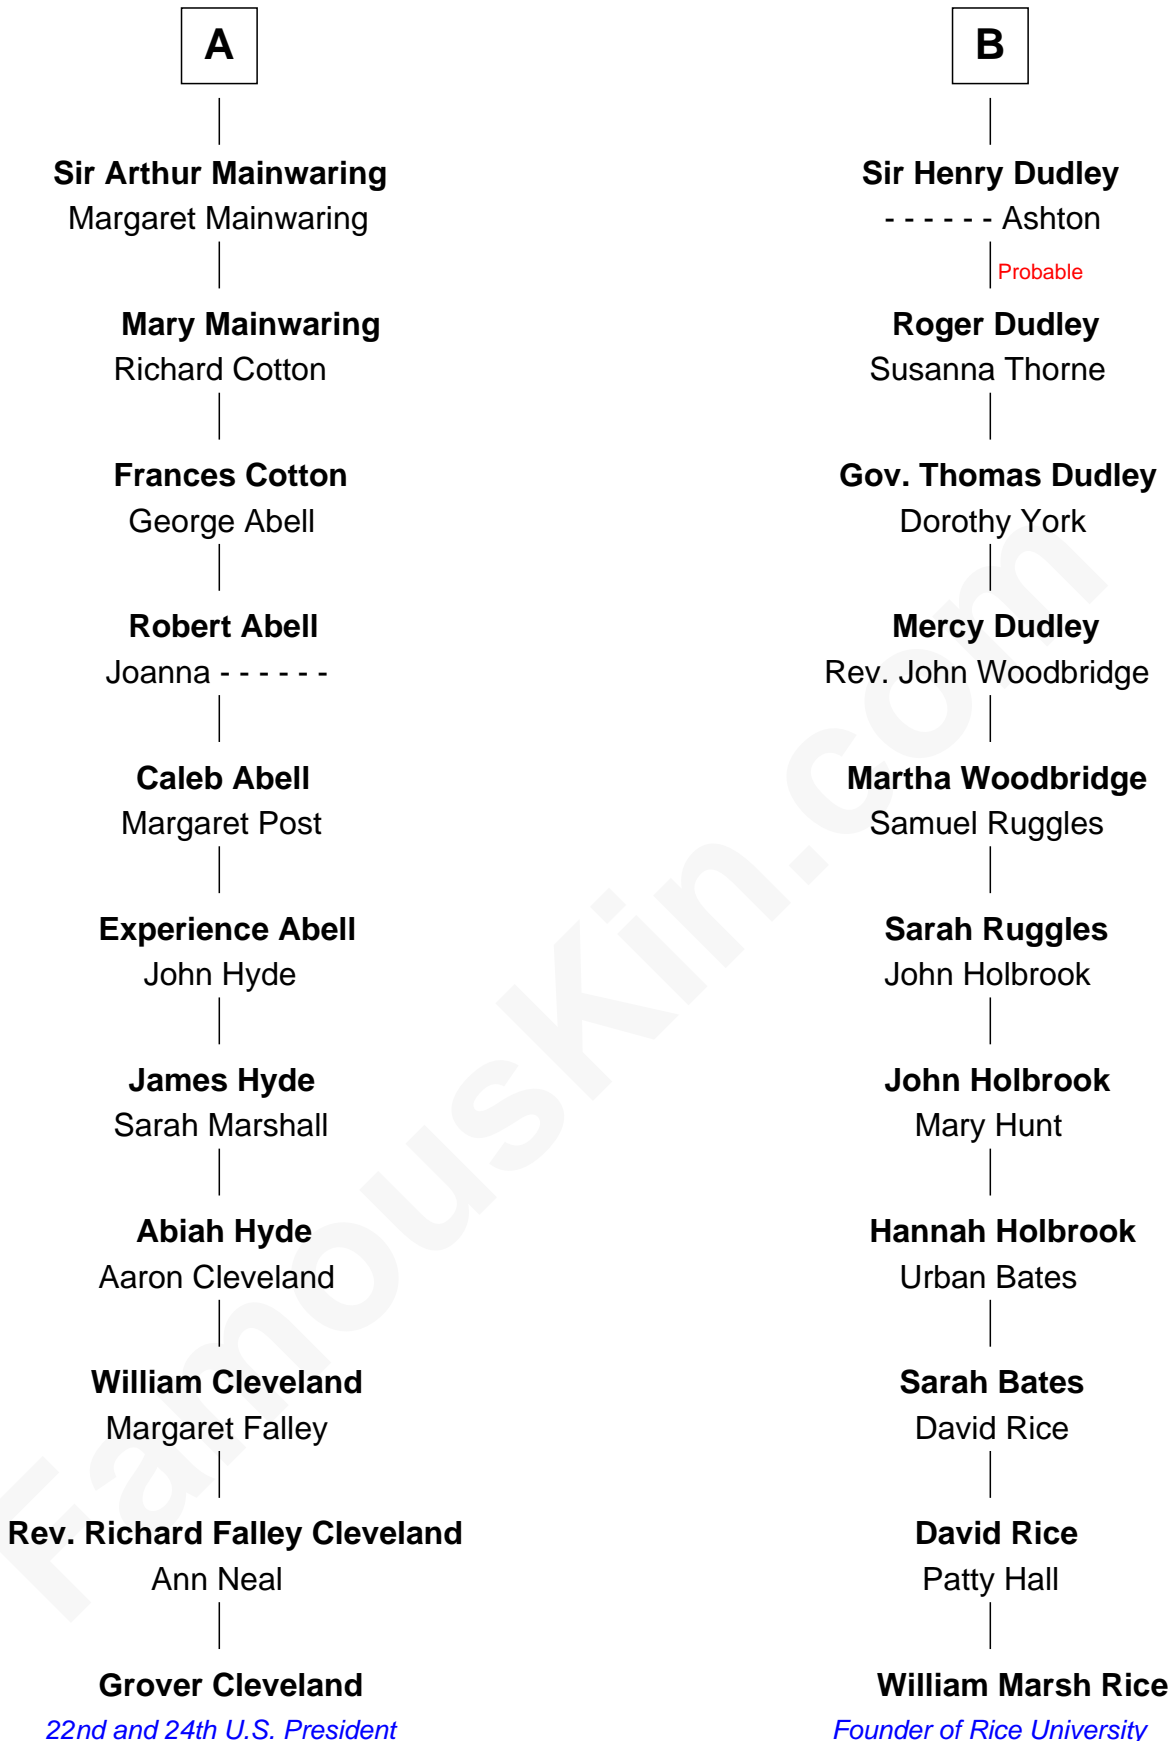 A
Sir Arthur Mainwaring
Margaret Mainwaring
Mary Mainwaring
Richard Cotton
Frances Cotton
George Abell
Robert Abell
Joanna - - - - - -
Caleb Abell
Margaret Post
Experience Abell
John Hyde
James Hyde
Sarah Marshall
Abiah Hyde
Aaron Cleveland
William Cleveland
Margaret Falley
Rev. Richard Falley Cleveland
Ann Neal
Grover Cleveland
22nd and 24th U.S. President
B
Sir Henry Dudley
- - - - - - Ashton
Probable
Roger Dudley
Susanna Thorne
Gov. Thomas Dudley
Dorothy York
Mercy Dudley
Rev. John Woodbridge
Martha Woodbridge
Samuel Ruggles
Sarah Ruggles
John Holbrook
John Holbrook
Mary Hunt
Hannah Holbrook
Urban Bates
Sarah Bates
David Rice
David Rice
Patty Hall
William Marsh Rice
Founder of Rice University
FamousKin.com